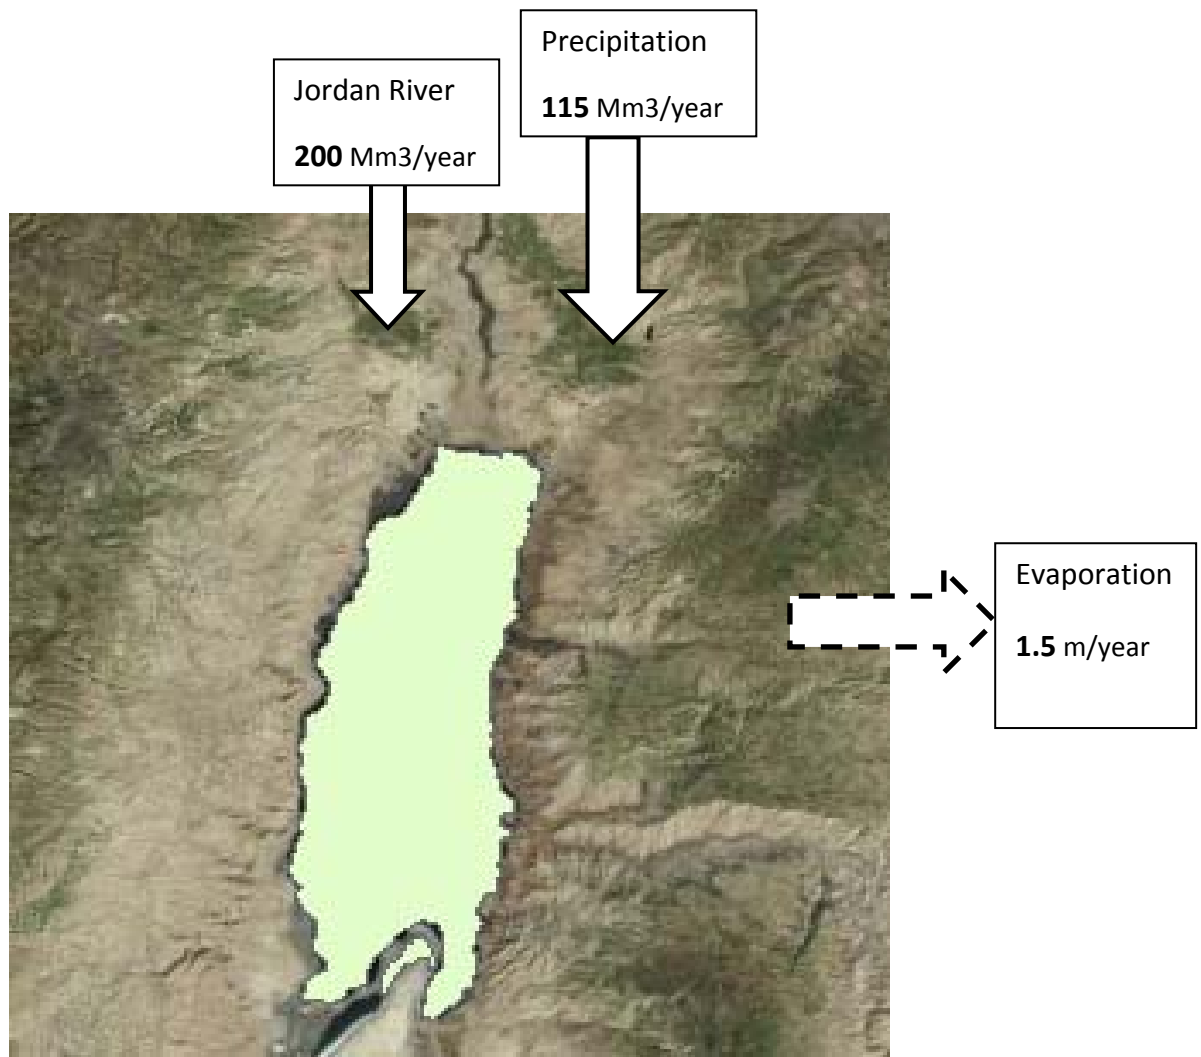 Precipitation
115 Mm3/year
Jordan River
200 Mm3/year
Evaporation
1.5 m/year